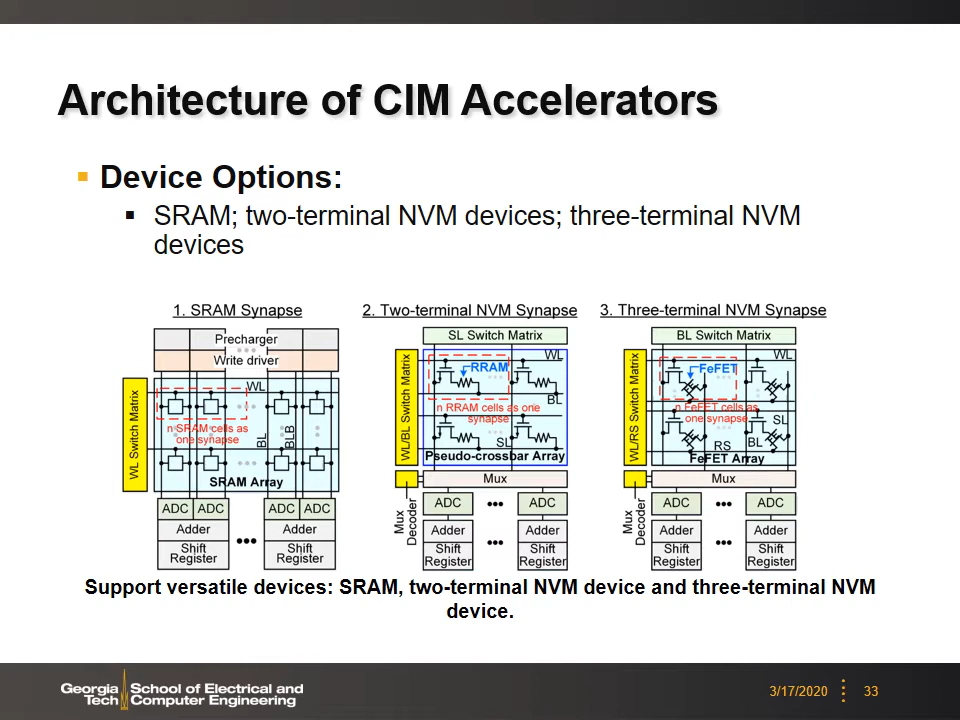 Architecture of CIM Accelerators
Device Options:
SRAM; two-terminal NVM devices; three-terminal NVM
devices
1. SRAM Synapse
Precharger
Write driver
WL Switch Matrix
WL
n SRAM cells as
one synapse
BL
BLB
SRAM Array
ADC ADC ADC ADC
Adder Adder
Shift
Register
Shift
Register
2. Two-terminal NVM Synapse
SL Switch Matrix
WL/BL Switch Matrix
WL
RRAM
BL
n RRAM cells as one
synapse
SL
Pseudo-crossbar Array
Mux
Mux
Decoder
ADC ADC
Adder Adder
Shift
Register
Shift
Register
3. Three-terminal NVM Synapse
BL Switch Matrix
WL/RS Switch Matrix
WL
FeFET
n FeFET cells as
one synapse
SL
RS
BL
FeFET Array
Mux
Mux
Decoder
ADC ADC
Adder Adder
Shift
Register
Shift
Register
Support versatile devices: SRAM, two-terminal NVM device and three-terminal NVM
device.
Georgia
Tech
School of Electrical and
Computer Engineering
3/17/2020
33